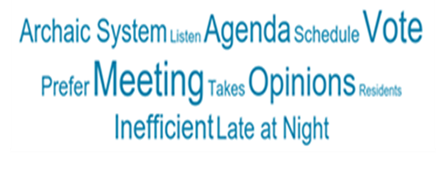 Archaic System Listen Agenda Schedule Vote
Prefer Meeting Takes Opinions Residents
Inefficient Late at Night